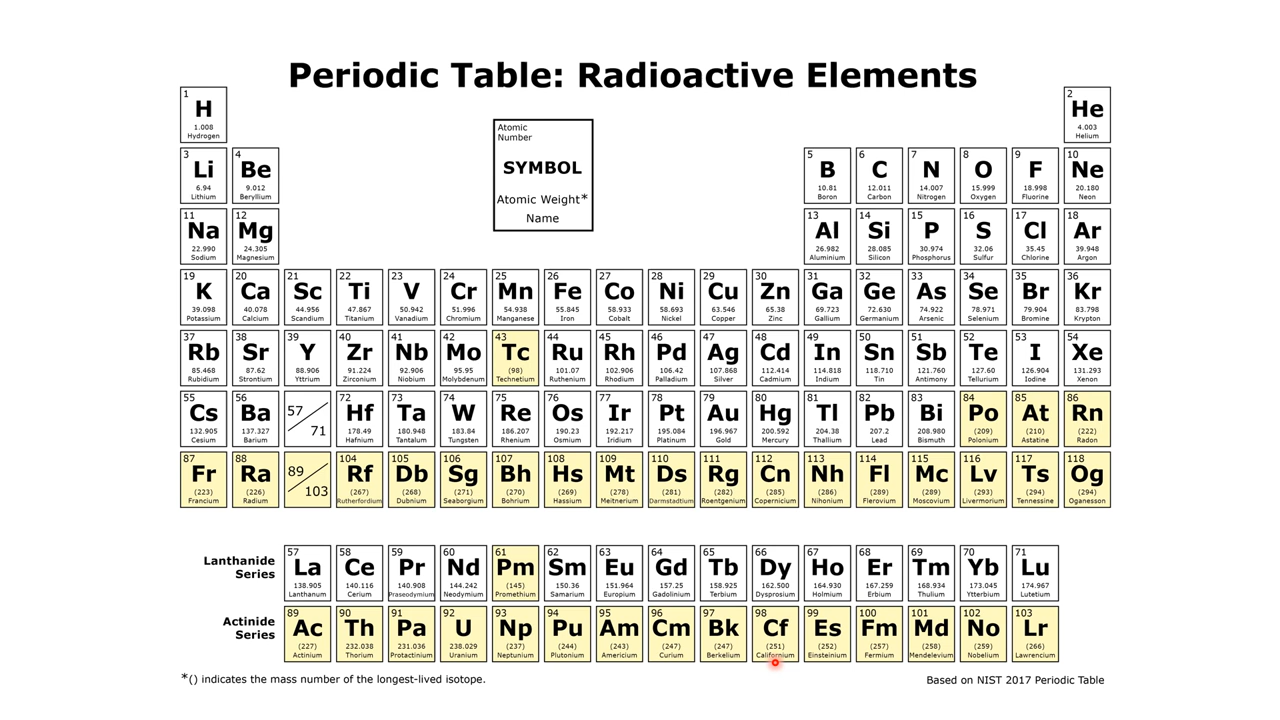 Periodic Table: Radioactive Elements
1
H
1.008
Hydrogen
2
He
4.003
Helium
Atomic
Number
SYMBOL
Atomic Weight*
Name
3
Li
6.94
Lithium
4
Be
9.012
Beryllium
5
B
10.81
Boron
6
C
12.011
Carbon
7
N
14.007
Nitrogen
8
O
15.999
Oxygen
9
F
18.998
Fluorine
10
Ne
20.180
Neon
11
Na
22.990
Sodium
12
Mg
24.305
Magnesium
13
Al
26.982
Aluminium
14
Si
28.085
Silicon
15
P
30.974
Phosphorus
16
S
32.06
Sulfur
17
Cl
35.45
Chlorine
18
Ar
39.948
Argon
19
K
39.098
Potassium
20
Ca
40.078
Calcium
21
Sc
44.956
Scandium
22
Ti
47.867
Titanium
23
V
50.942
Vanadium
24
Cr
51.996
Chromium
25
Mn
54.938
Manganese
26
Fe
55.845
Iron
27
Co
58.933
Cobalt
28
Ni
58.693
Nickel
29
Cu
63.546
Copper
30
Zn
65.38
Zinc
31
Ga
69.723
Gallium
32
Ge
72.630
Germanium
33
As
74.922
Arsenic
34
Se
78.971
Selenium
35
Br
79.904
Bromine
36
Kr
83.798
Krypton
37
Rb
85.468
Rubidium
38
Sr
87.62
Strontium
39
Y
88.906
Yttrium
40
Zr
91.224
Zirconium
41
Nb
92.906
Niobium
42
Mo
95.95
Molybdenum
43
Tc
(98)
Technetium
44
Ru
101.07
Ruthenium
45
Rh
102.906
Rhodium
46
Pd
106.42
Palladium
47
Ag
107.868
Silver
48
Cd
112.414
Cadmium
49
In
114.818
Indium
50
Sn
118.710
Tin
51
Sb
121.760
Antimony
52
Te
127.60
Tellurium
53
I
126.904
Iodine
54
Xe
131.293
Xenon
55
Cs
132.905
Cesium
56
Ba
137.327
Barium
57
71
72
Hf
178.49
Hafnium
73
Ta
180.948
Tantalum
74
W
183.84
Tungsten
75
Re
186.207
Rhenium
76
Os
190.23
Osmium
77
Ir
192.217
Iridium
78
Pt
195.084
Platinum
79
Au
196.967
Gold
80
Hg
200.592
Mercury
81
Tl
204.38
Thallium
82
Pb
207.2
Lead
83
Bi
208.980
Bismuth
84
Po
(209)
Polonium
85
At
(210)
Astatine
86
Rn
(222)
Radon
87
Fr
(223)
Francium
88
Ra
(226)
Radium
89
103
104
Rf
(267)
Rutherfordium
105
Db
(268)
Dubnium
106
Sg
(271)
Seaborgium
107
Bh
(270)
Bohrium
108
Hs
(269)
Hassium
109
Mt
(278)
Meitnerium
110
Ds
(281)
Darmstadtium
111
Rg
(282)
Roentgenium
112
Cn
(285)
Copernicium
113
Nh
(286)
Nihonium
114
Fl
(289)
Flerovium
115
Mc
(289)
Moscovium
116
Lv
(293)
Livermorium
117
Ts
(294)
Tennessine
118
Og
(294)
Oganesson
Lanthanide
Series
57
La
138.905
Lanthanum
58
Ce
140.116
Cerium
59
Pr
140.908
Praseodymium
60
Nd
144.242
Neodymium
61
Pm
(145)
Promethium
62
Sm
150.36
Samarium
63
Eu
151.964
Europium
64
Gd
157.25
Gadolinium
65
Tb
158.925
Terbium
66
Dy
162.500
Dysprosium
67
Ho
164.930
Holmium
68
Er
167.259
Erbium
69
Tm
168.934
Thulium
70
Yb
173.045
Ytterbium
71
Lu
174.967
Lutetium
Actinide
Series
89
Ac
(227)
Actinium
90
Th
232.038
Thorium
91
Pa
231.036
Protactinium
92
U
238.029
Uranium
93
Np
(237)
Neptunium
94
Pu
(244)
Plutonium
95
Am
(243)
Americium
96
Cm
(247)
Curium
97
Bk
(247)
Berkelium
98
Cf
(251)
Californium
99
Es
(252)
Einsteinium
100
Fm
(257)
Fermium
101
Md
(258)
Mendelevium
102
No
(259)
Nobelium
103
Lr
(266)
Lawrencium
*() indicates the mass number of the longest-lived isotope.
Based on NIST 2017 Periodic Table